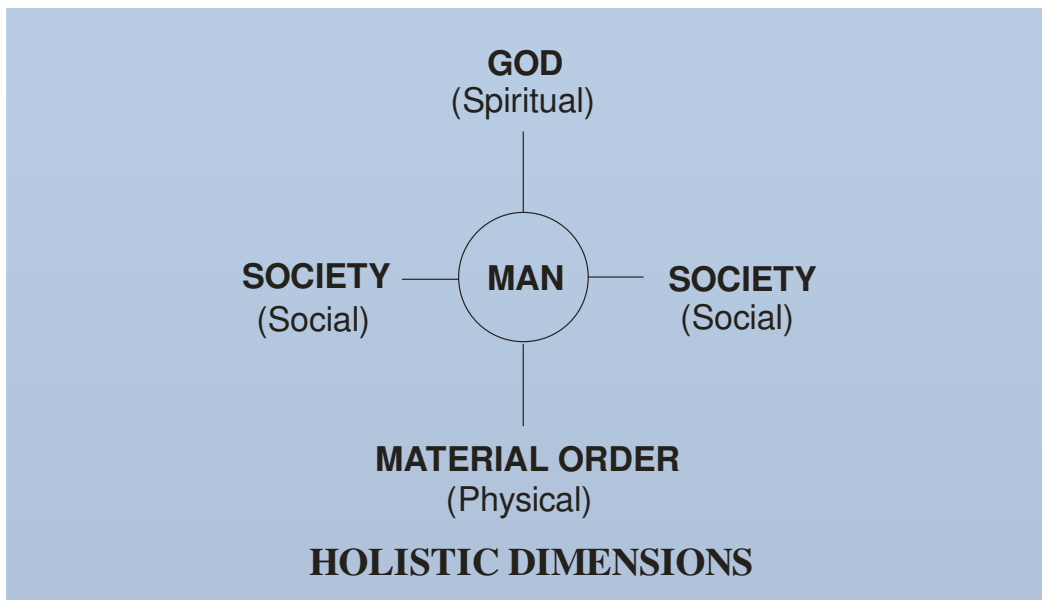 GOD
(Spiritual)
SOCIETY
(Social)
MAN
SOCIETY
(Social)
MATERIAL ORDER
(Physical)
HOLISTIC DIMENSIONS